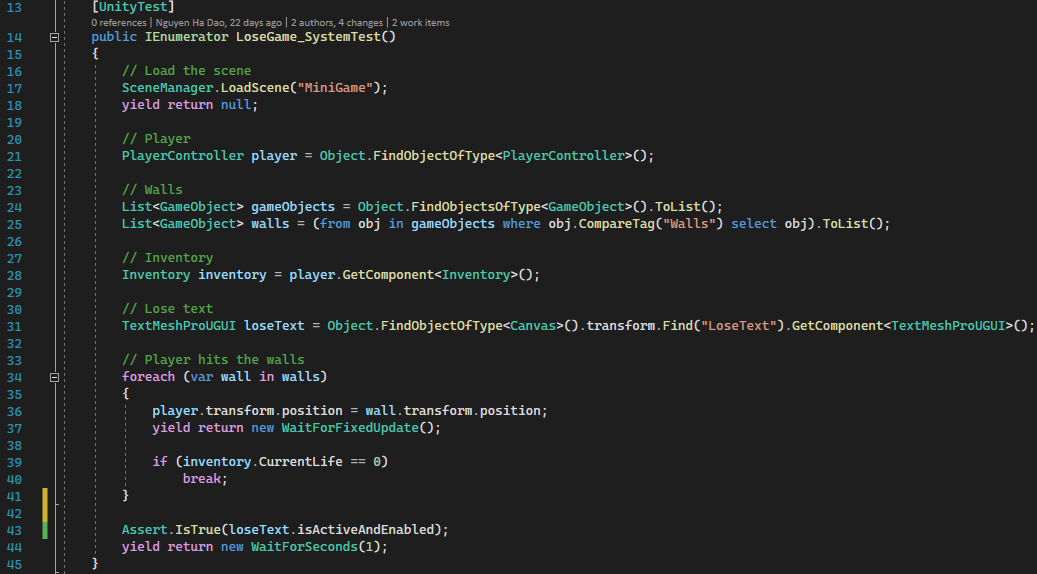 13 [UnityTest]
0 references | Nguyen Ha Dao, 22 days ago | 2 authors, 4 changes | 2 work items
14 public IEnumerator LoseGame_SystemTest()
15 {
16 // Load the scene
17 SceneManager.LoadScene("MiniGame");
18 yield return null;
19
20 // Player
21 PlayerController player = Object.FindObjectOfType<PlayerController>();
22
23 // Walls
24 List<GameObject> gameObjects = Object.FindObjectsOfType<GameObject>().ToList();
25 List<GameObject> walls = (from obj in gameObjects where obj.CompareTag("Walls") select obj).ToList();
26
27 // Inventory
28 Inventory inventory = player.GetComponent<Inventory>();
29
30 // Lose text
31 TextMeshProUGUI loseText = Object.FindObjectOfType<Canvas>().transform.Find("LoseText").GetComponent<TextMeshProUGUI>();
32
33 // Player hits the walls
34 foreach (var wall in walls)
35 {
36 player.transform.position = wall.transform.position;
37 yield return new WaitForFixedUpdate();
38
39 if (inventory.CurrentLife == 0)
40 break;
41 }
42
43 Assert.IsTrue(loseText.isActiveAndEnabled);
44 yield return new WaitForSeconds(1);
45 }